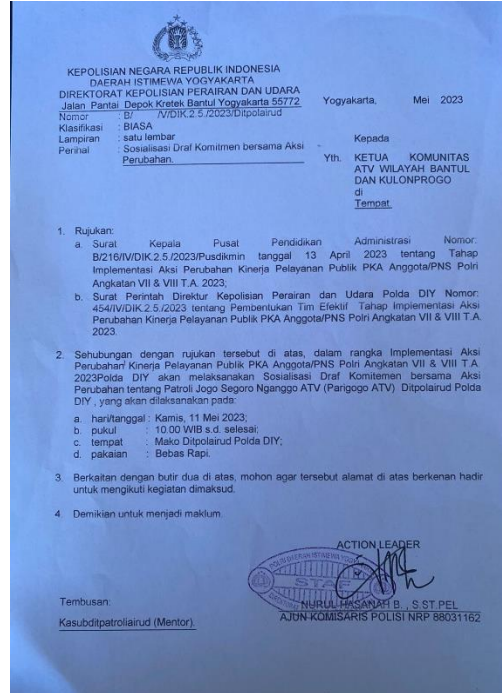 KEPOLISIAN NEGARA REPUBLIK INDONESIA
DAERAH ISTIMEWA YOGYAKARTA
DIREKTORAT KEPOLISIAN PERAIRAN DAN UDARA
Jalan Pantai Depok Kretek Bantul Yogyakarta 55772
Yogyakarta, Mei 2023
Nomor : B/ /V/DIK.2.5./2023/Ditpolairud
Klasifikasi : BIASA
Lampiran : satu lembar
Perihal : Sosialisasi Draf Komitmen bersama Aksi
Perubahan.
Kepada
Yth. KETUA KOMUNITAS
ATV WILAYAH BANTUL
DAN KULONPROGO
di
Tempat
1. Rujukan:
a. Surat Kepala Pusat Pendidikan Administrasi Nomor:
B/216/IV/DIK.2.5./2023/Pusdikmin tanggal 13 April 2023 tentang Tahap
Implementasi Aksi Perubahan Kinerja Pelayanan Publik PKA Anggota/PNS Polri
Angkatan VII & VIII T.A. 2023;
b. Surat Perintah Direktur Kepolisian Perairan dan Udara Polda DIY Nomor:
454/IV/DIK.2.5./2023 tentang Pembentukan Tim Efektif Tahap Implementasi Aksi
Perubahan Kinerja Pelayanan Publik PKA Anggota/PNS Polri Angkatan VII & VIII T.A.
2023.
2. Sehubungan dengan rujukan tersebut di atas, dalam rangka Implementasi Aksi
Perubahan Kinerja Pelayanan Publik PKA Anggota/PNS Polri Angkatan VII & VIII T.A.
2023Polda DIY akan melaksanakan Sosialisasi Draf Komitemen bersama Aksi
Perubahan tentang Patroli Jogo Segoro Nganggo ATV (Parigogo ATV) Ditpolairud Polda
DIY , yang akan dilaksanakan pada:
a. hari/tanggal : Kamis, 11 Mei 2023;
b. pukul : 10.00 WIB s.d. selesai;
c. tempat : Mako Ditpolairud Polda DIY;
d. pakaian : Bebas Rapi.
3. Berkaitan dengan butir dua di atas, mohon agar tersebut alamat di atas berkenan hadir
untuk mengikuti kegiatan dimaksud.
4. Demikian untuk menjadi maklum.
ACTION LEADER
STAF
NURUL HASANAH B., S.ST.PEL
AJUN KOMISARIS POLISI NRP 88031162
Tembusan:
Kasubditpatroliairud (Mentor).